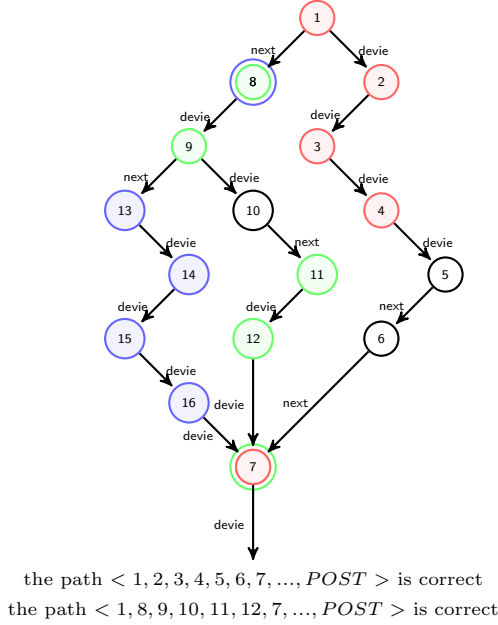 1
next devie
8 2
devie devie
9 3
next devie devie
13 10 4
devie next devie
14 11 5
devie devie next
15 12 6
devie
16 devie next
devie
7
devie
the path < 1, 2, 3, 4, 5, 6, 7, ..., POST > is correct
the path < 1, 8, 9, 10, 11, 12, 7, ..., POST > is correct